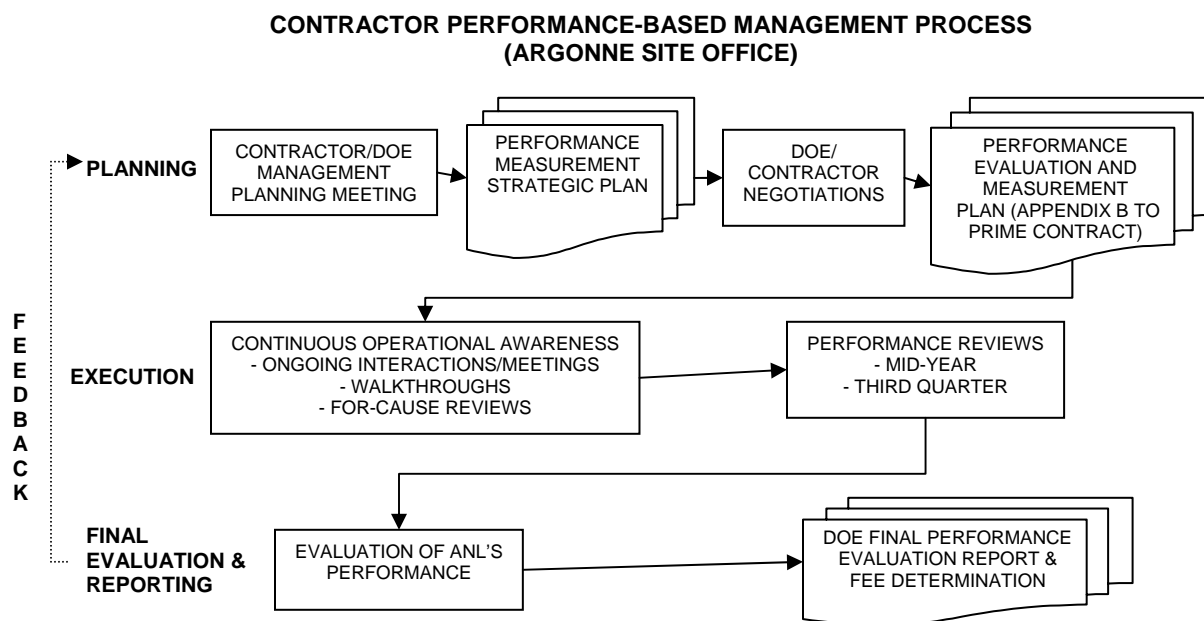 CONTRACTOR PERFORMANCE-BASED MANAGEMENT PROCESS
(ARGONNE SITE OFFICE)
PLANNING
CONTRACTOR/DOE
MANAGEMENT
PLANNING MEETING
PERFORMANCE
MEASUREMENT
STRATEGIC PLAN
DOE/
CONTRACTOR
NEGOTIATIONS
PERFORMANCE
EVALUATION AND
MEASUREMENT
PLAN (APPENDIX B TO
PRIME CONTRACT)
FEEDBACK
EXECUTION
CONTINUOUS OPERATIONAL AWARENESS
- ONGOING INTERACTIONS/MEETINGS
- WALKTHROUGHS
- FOR-CAUSE REVIEWS
PERFORMANCE REVIEWS
- MID-YEAR
- THIRD QUARTER
FINAL
EVALUATION &
REPORTING
EVALUATION OF ANL'S
PERFORMANCE
DOE FINAL PERFORMANCE
EVALUATION REPORT &
FEE DETERMINATION